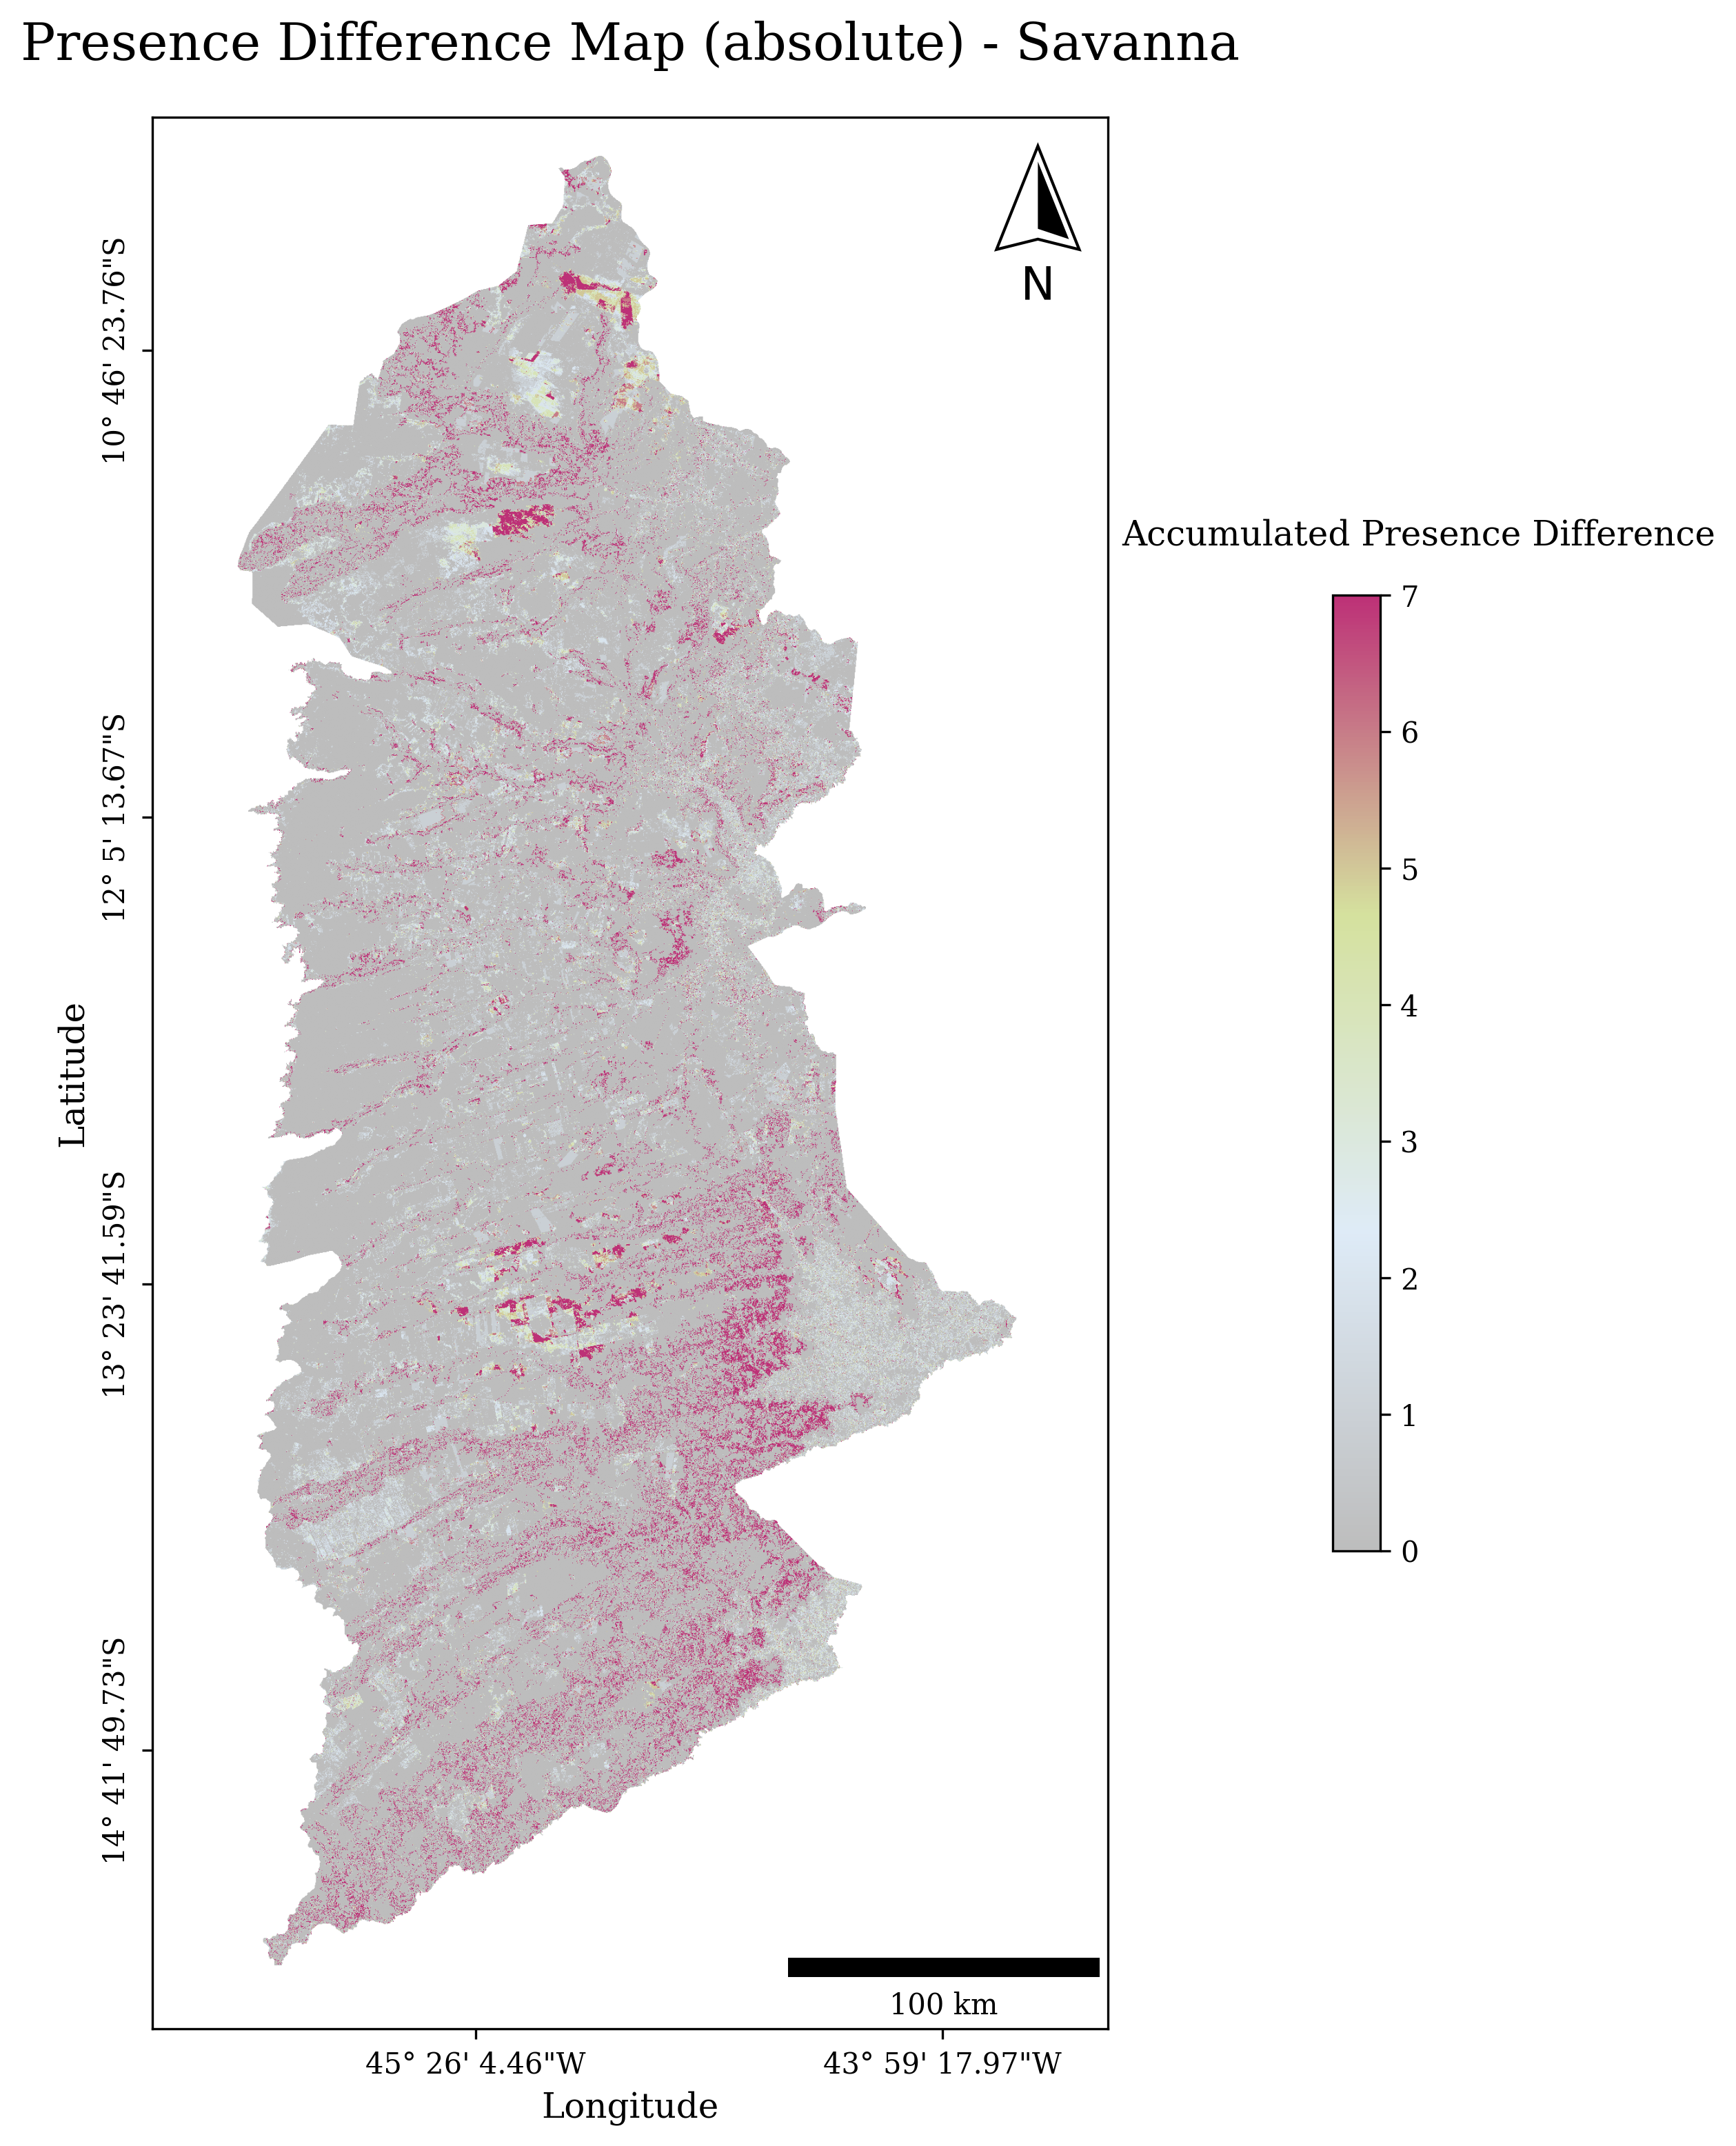 Presence Difference Map (absolute) - Savanna
N
10° 46' 23.76"S
12° 5' 13.67"S
13° 23' 41.59"S
14° 41' 49.73"S
Latitude
100 km
45° 26' 4.46"W
43° 59' 17.97"W
Longitude
Accumulated Presence Difference
7
6
5
4
3
2
1
0